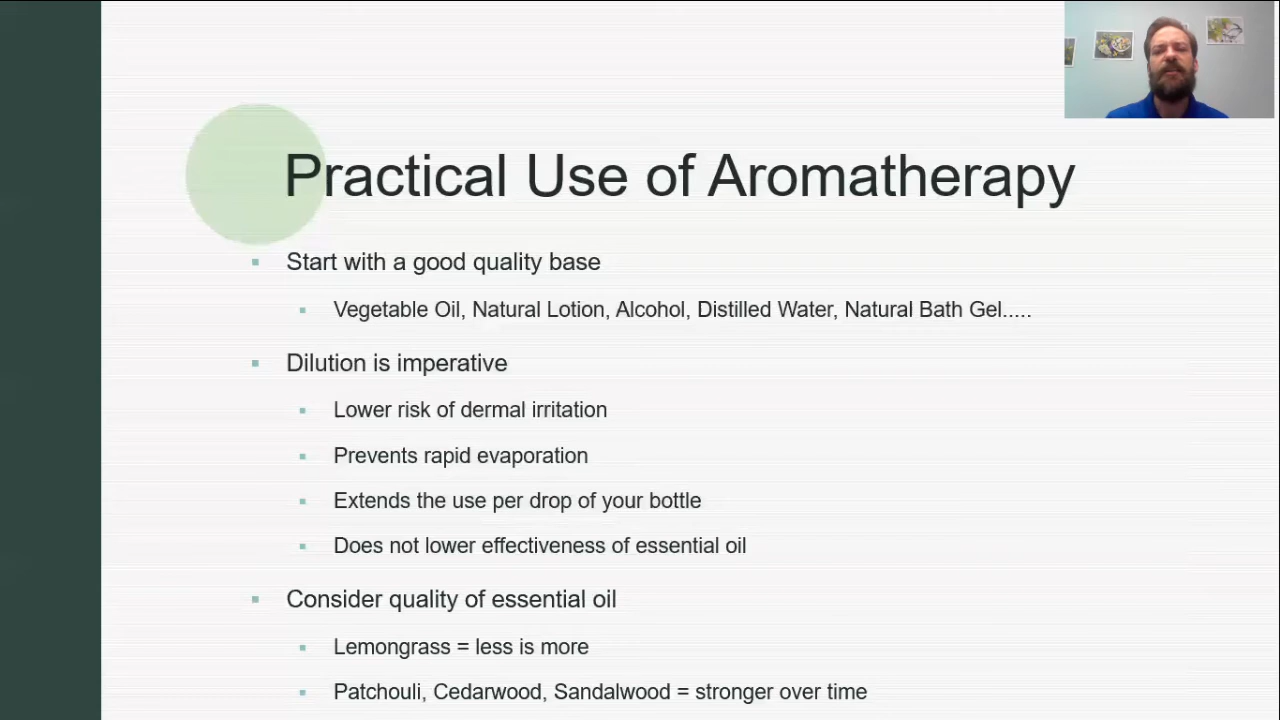 Practical Use of Aromatherapy
Start with a good quality base
Vegetable Oil, Natural Lotion, Alcohol, Distilled Water, Natural Bath Gel.....
Dilution is imperative
Lower risk of dermal irritation
Prevents rapid evaporation
Extends the use per drop of your bottle
Does not lower effectiveness of essential oil
Consider quality of essential oil
Lemongrass = less is more
Patchouli, Cedarwood, Sandalwood = stronger over time